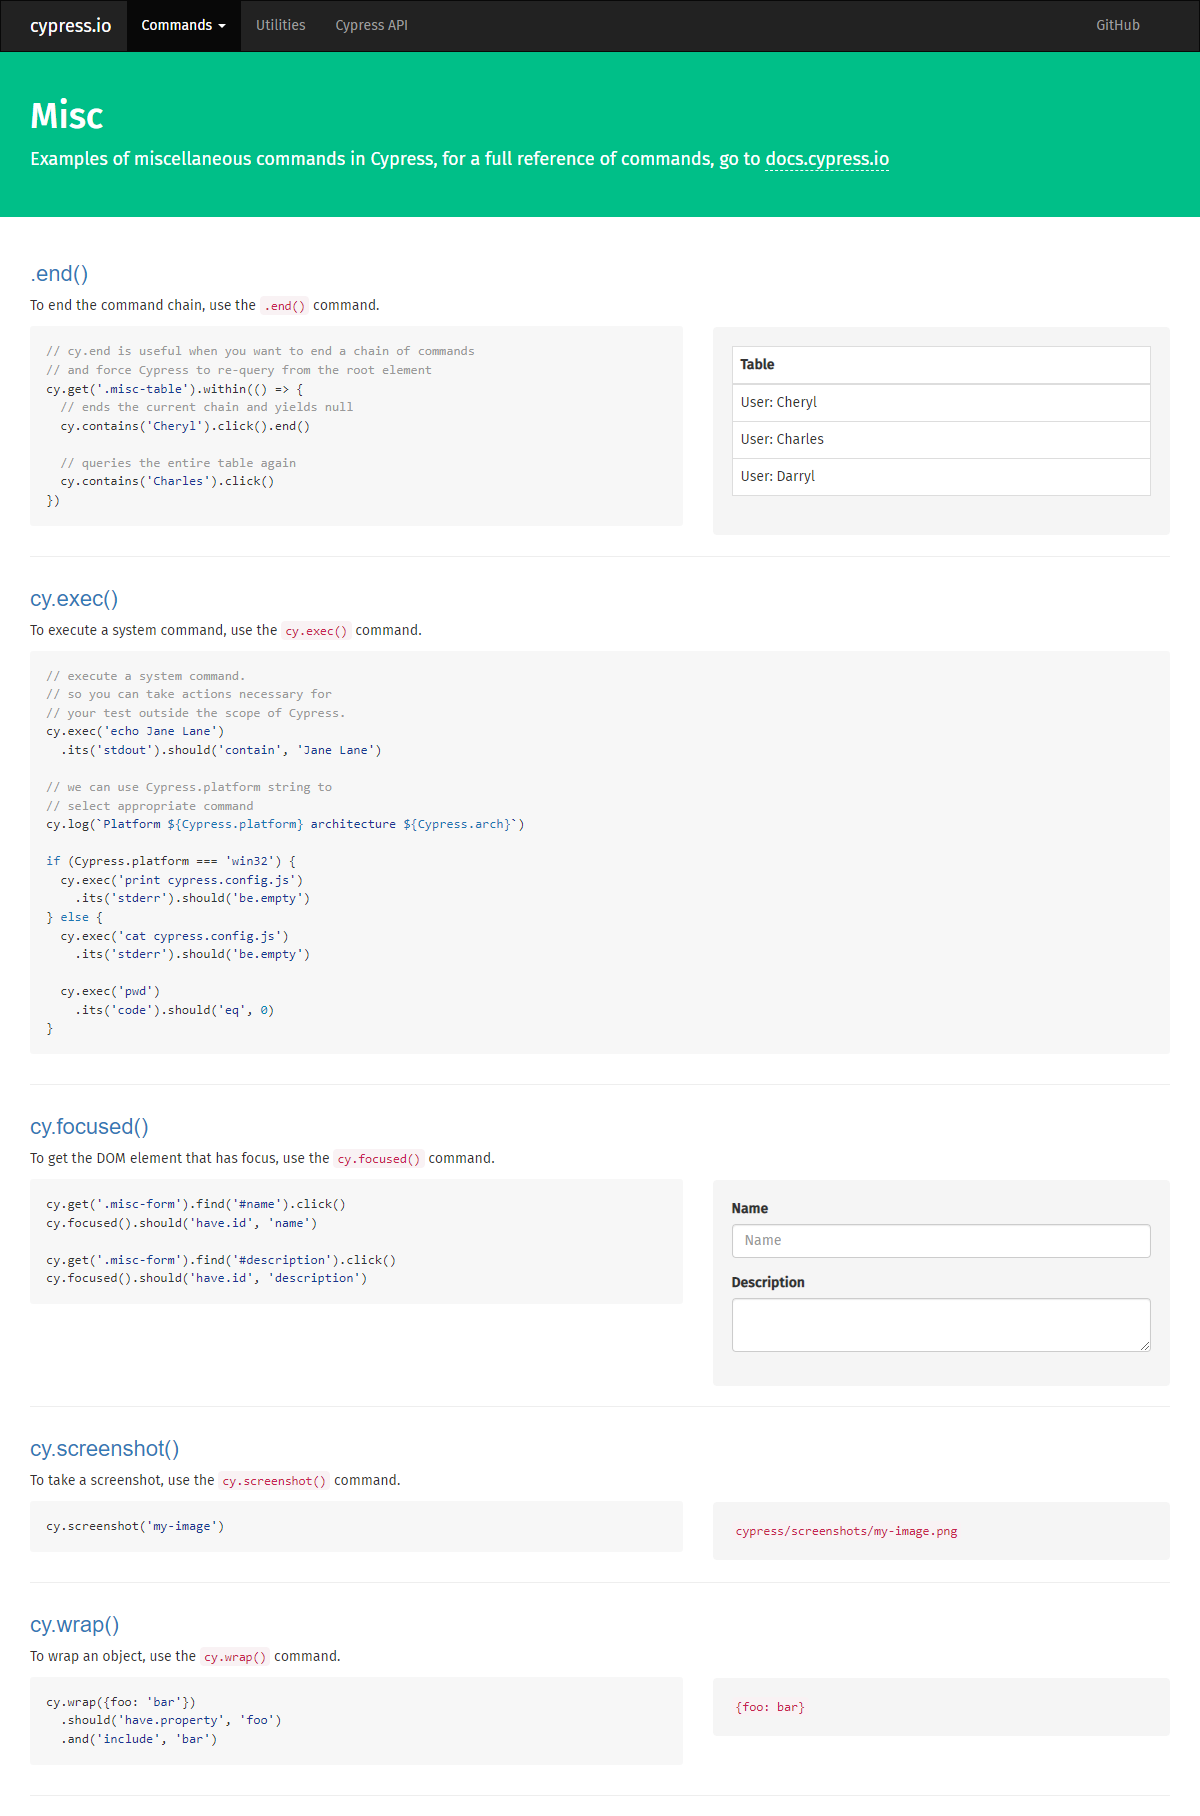 cypress.io Commands Utilities Cypress API GitHub
Misc
Examples of miscellaneous commands in Cypress, for a full reference of commands, go to docs.cypress.io
.end()
To end the command chain, use the .end() command.
// cy.end is useful when you want to end a chain of commands
// and force Cypress to re-query from the root element
cy.get('.misc-table').within(() => {
  // ends the current chain and yields null
  cy.contains('Cheryl').click().end()
  // queries the entire table again
  cy.contains('Charles').click()
})
Table
User: Cheryl
User: Charles
User: Darryl
cy.exec()
To execute a system command, use the cy.exec() command.
// execute a system command.
// so you can take actions necessary for
// your test outside the scope of Cypress.
cy.exec('echo Jane Lane')
  .its('stdout').should('contain', 'Jane Lane')
// we can use Cypress.platform string to
// select appropriate command
cy.log(`Platform ${Cypress.platform} architecture ${Cypress.arch}`)
if (Cypress.platform === 'win32') {
  cy.exec('print cypress.config.js')
    .its('stderr').should('be.empty')
} else {
  cy.exec('cat cypress.config.js')
    .its('stderr').should('be.empty')
  cy.exec('pwd')
    .its('code').should('eq', 0)
}
cy.focused()
To get the DOM element that has focus, use the cy.focused() command.
cy.get('.misc-form').find('#name').click()
cy.focused().should('have.id', 'name')
cy.get('.misc-form').find('#description').click()
cy.focused().should('have.id', 'description')
Name
Name
Description
cy.screenshot()
To take a screenshot, use the cy.screenshot() command.
cy.screenshot('my-image')
cypress/screenshots/my-image.png
cy.wrap()
To wrap an object, use the cy.wrap() command.
cy.wrap({foo: 'bar'})
  .should('have.property', 'foo')
  .and('include', 'bar')
{foo: bar}